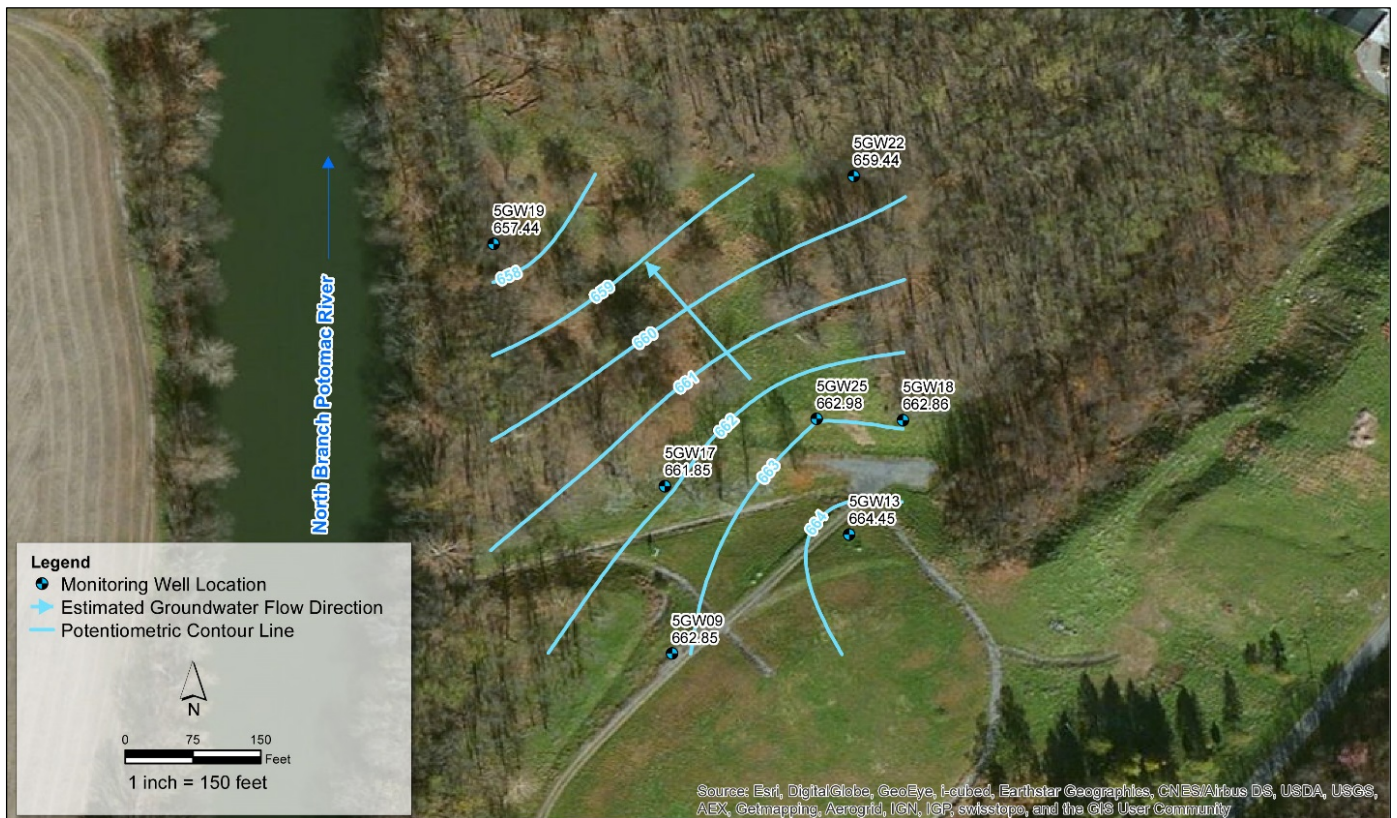 5GW22
659.44
5GW19
657.44
658
659
660
661
5GW25
662.98
5GW18
662.86
662
5GW17
661.85
663
5GW13
664.45
664
5GW09
662.85
North Branch Potomac River
Legend
Monitoring Well Location
Estimated Groundwater Flow Direction
Potentiometric Contour Line
N
0 75 150
Feet
1 inch = 150 feet
Source: Esri, DigitalGlobe, GeoEye, i-cubed, Earthstar Geographics, CNES/Airbus DS, USDA, USGS,
AEX, Getmapping, Aerogrid, IGN, IGP, swisstopo, and the GIS User Community